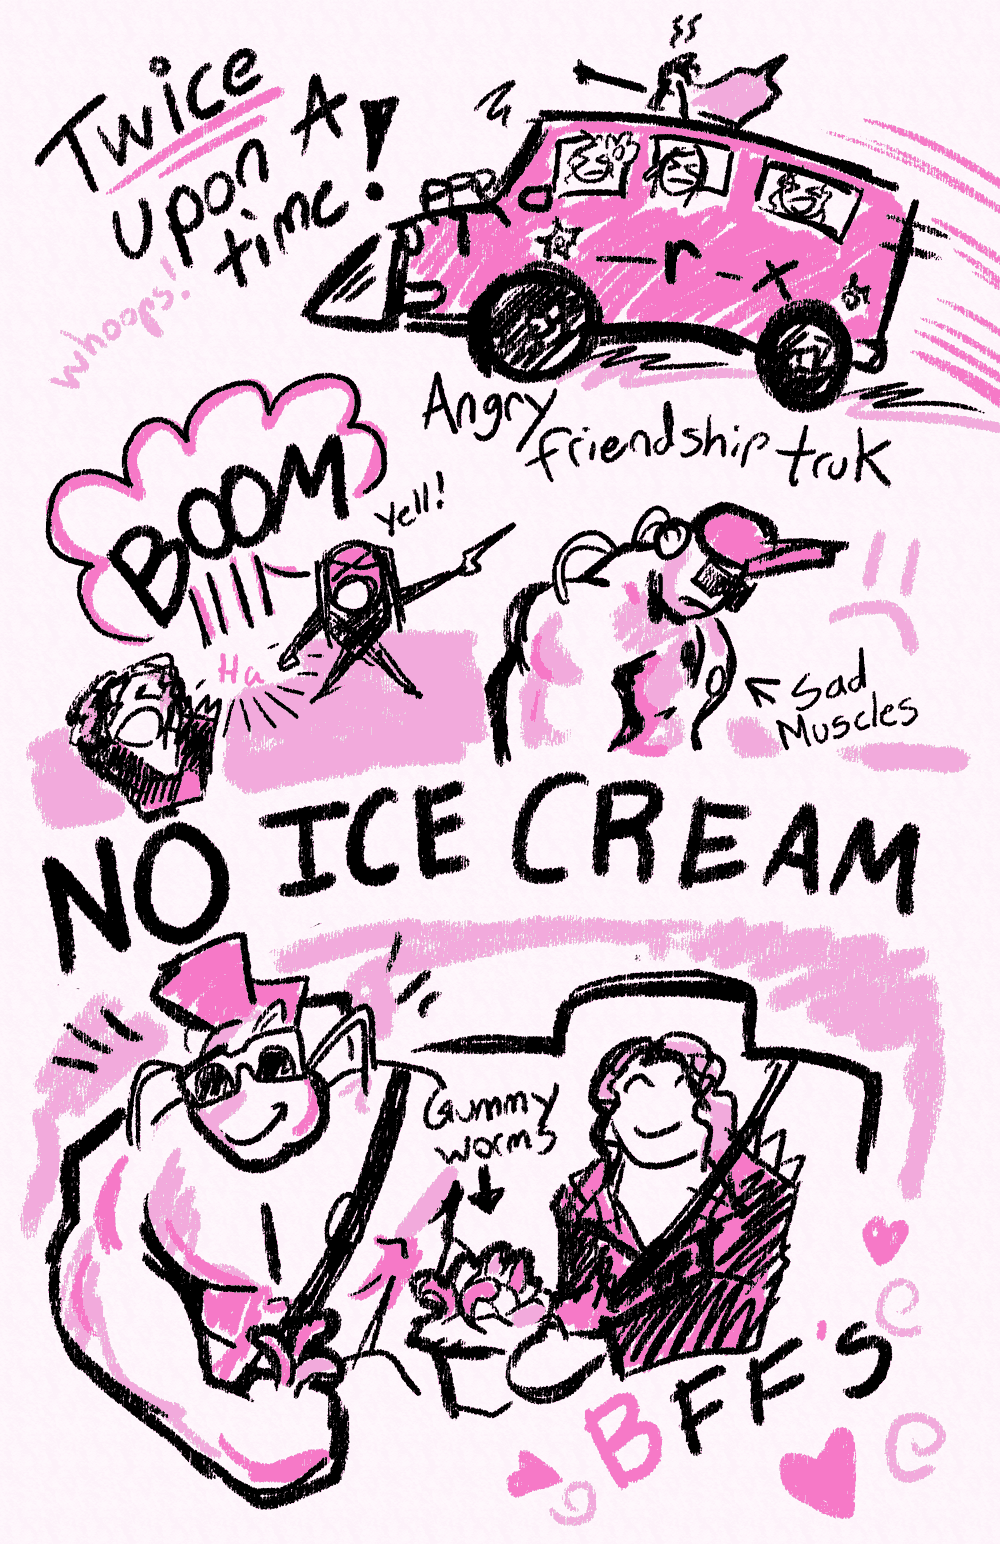 Twice
upon A
time!
whoops!
- r - x
Angry
friendship truk
BOOM
Yell!
Ha
Sad
Muscles
NO ICE CREAM
Gummy
worms
BFF'S